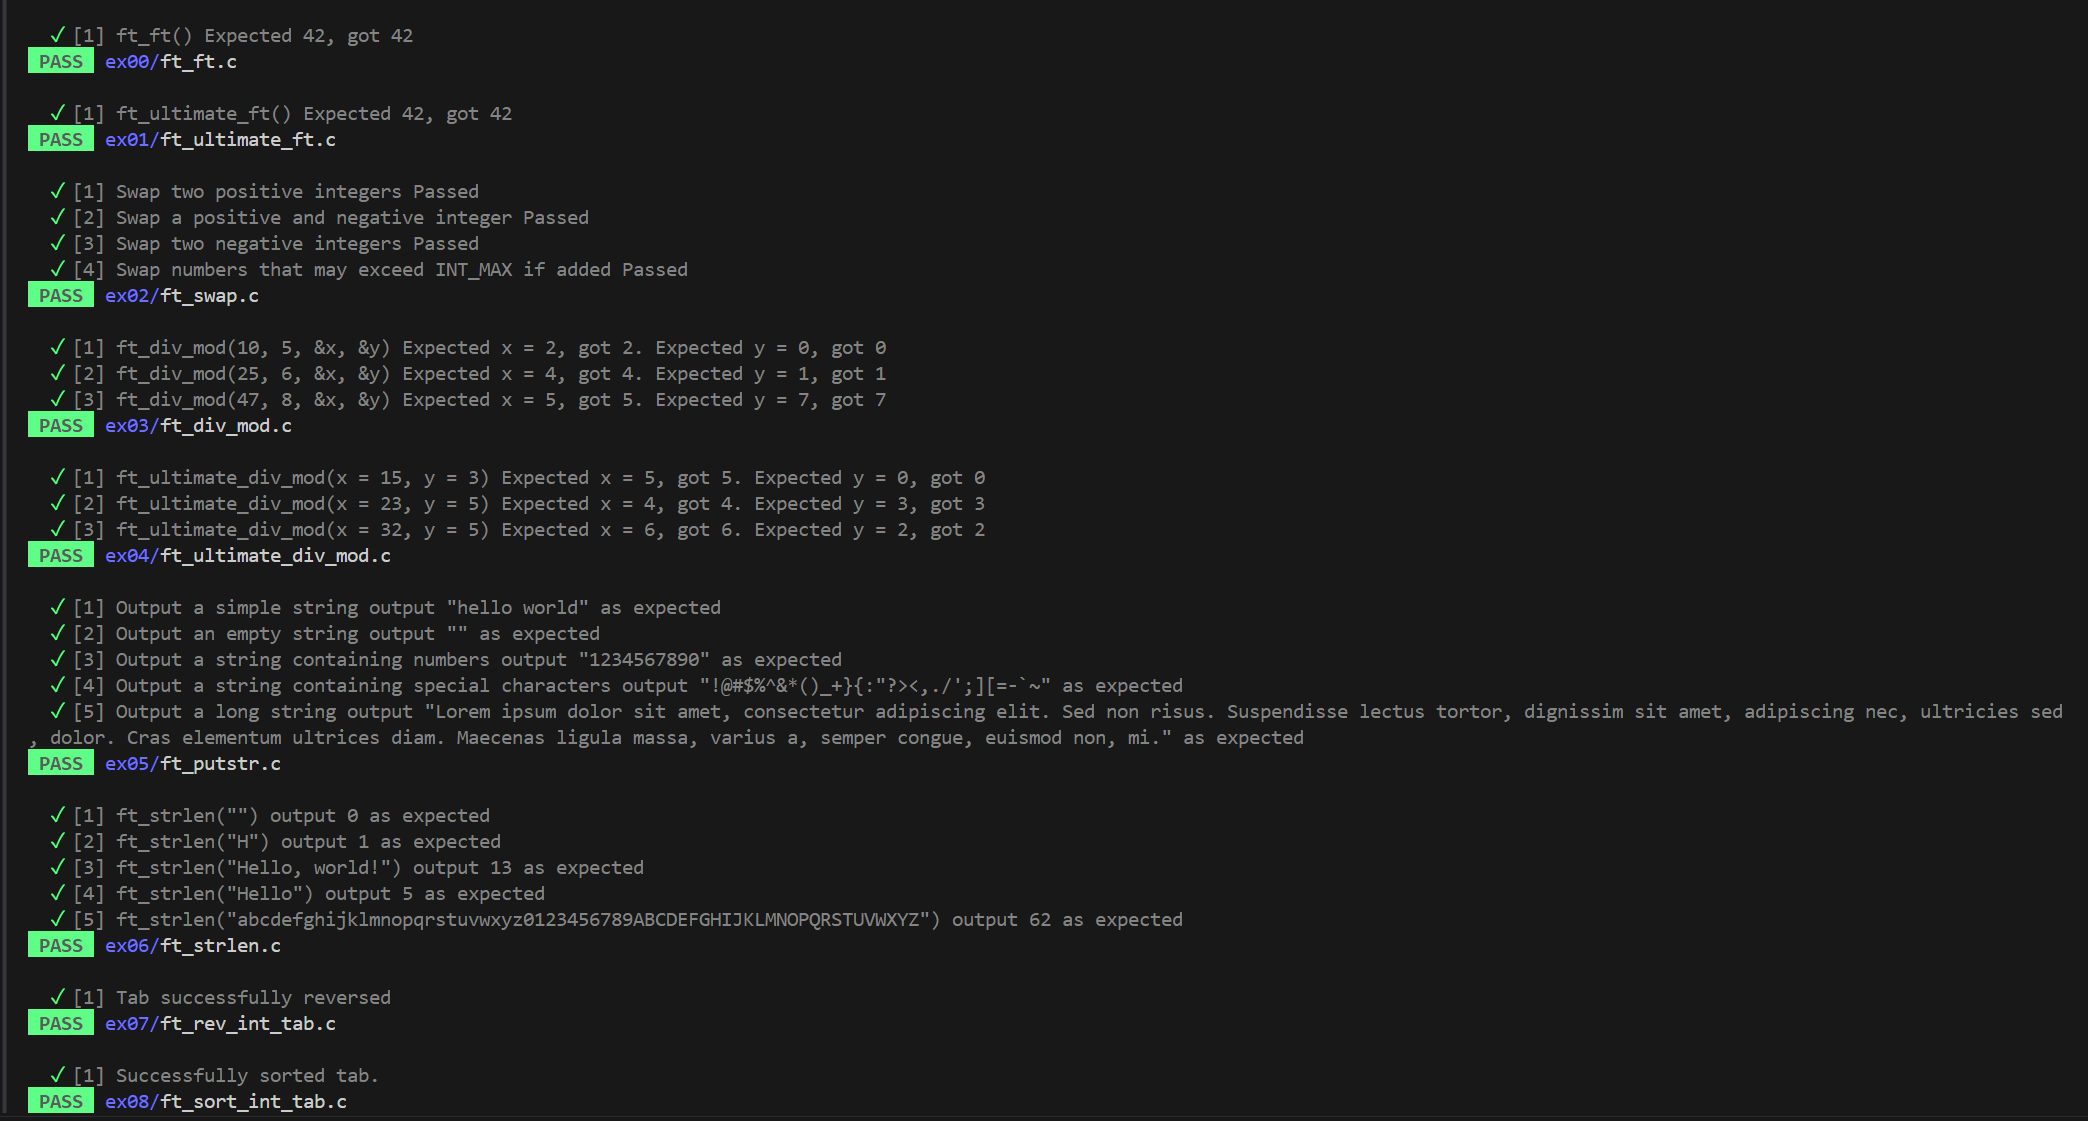 ✓ [1] ft_ft() Expected 42, got 42
PASS ex00/ft_ft.c
✓ [1] ft_ultimate_ft() Expected 42, got 42
PASS ex01/ft_ultimate_ft.c
✓ [1] Swap two positive integers Passed
✓ [2] Swap a positive and negative integer Passed
✓ [3] Swap two negative integers Passed
✓ [4] Swap numbers that may exceed INT_MAX if added Passed
PASS ex02/ft_swap.c
✓ [1] ft_div_mod(10, 5, &x, &y) Expected x = 2, got 2. Expected y = 0, got 0
✓ [2] ft_div_mod(25, 6, &x, &y) Expected x = 4, got 4. Expected y = 1, got 1
✓ [3] ft_div_mod(47, 8, &x, &y) Expected x = 5, got 5. Expected y = 7, got 7
PASS ex03/ft_div_mod.c
✓ [1] ft_ultimate_div_mod(x = 15, y = 3) Expected x = 5, got 5. Expected y = 0, got 0
✓ [2] ft_ultimate_div_mod(x = 23, y = 5) Expected x = 4, got 4. Expected y = 3, got 3
✓ [3] ft_ultimate_div_mod(x = 32, y = 5) Expected x = 6, got 6. Expected y = 2, got 2
PASS ex04/ft_ultimate_div_mod.c
✓ [1] Output a simple string output "hello world" as expected
✓ [2] Output an empty string output "" as expected
✓ [3] Output a string containing numbers output "1234567890" as expected
✓ [4] Output a string containing special characters output "!@#$%^&*()_+}{:"?><,./';][=-`~" as expected
✓ [5] Output a long string output "Lorem ipsum dolor sit amet, consectetur adipiscing elit. Sed non risus. Suspendisse lectus tortor, dignissim sit amet, adipiscing nec, ultricies sed
, dolor. Cras elementum ultrices diam. Maecenas ligula massa, varius a, semper congue, euismod non, mi." as expected
PASS ex05/ft_putstr.c
✓ [1] ft_strlen("") output 0 as expected
✓ [2] ft_strlen("H") output 1 as expected
✓ [3] ft_strlen("Hello, world!") output 13 as expected
✓ [4] ft_strlen("Hello") output 5 as expected
✓ [5] ft_strlen("abcdefghijklmnopqrstuvwxyz0123456789ABCDEFGHIJKLMNOPQRSTUVWXYZ") output 62 as expected
PASS ex06/ft_strlen.c
✓ [1] Tab successfully reversed
PASS ex07/ft_rev_int_tab.c
✓ [1] Successfully sorted tab.
PASS ex08/ft_sort_int_tab.c